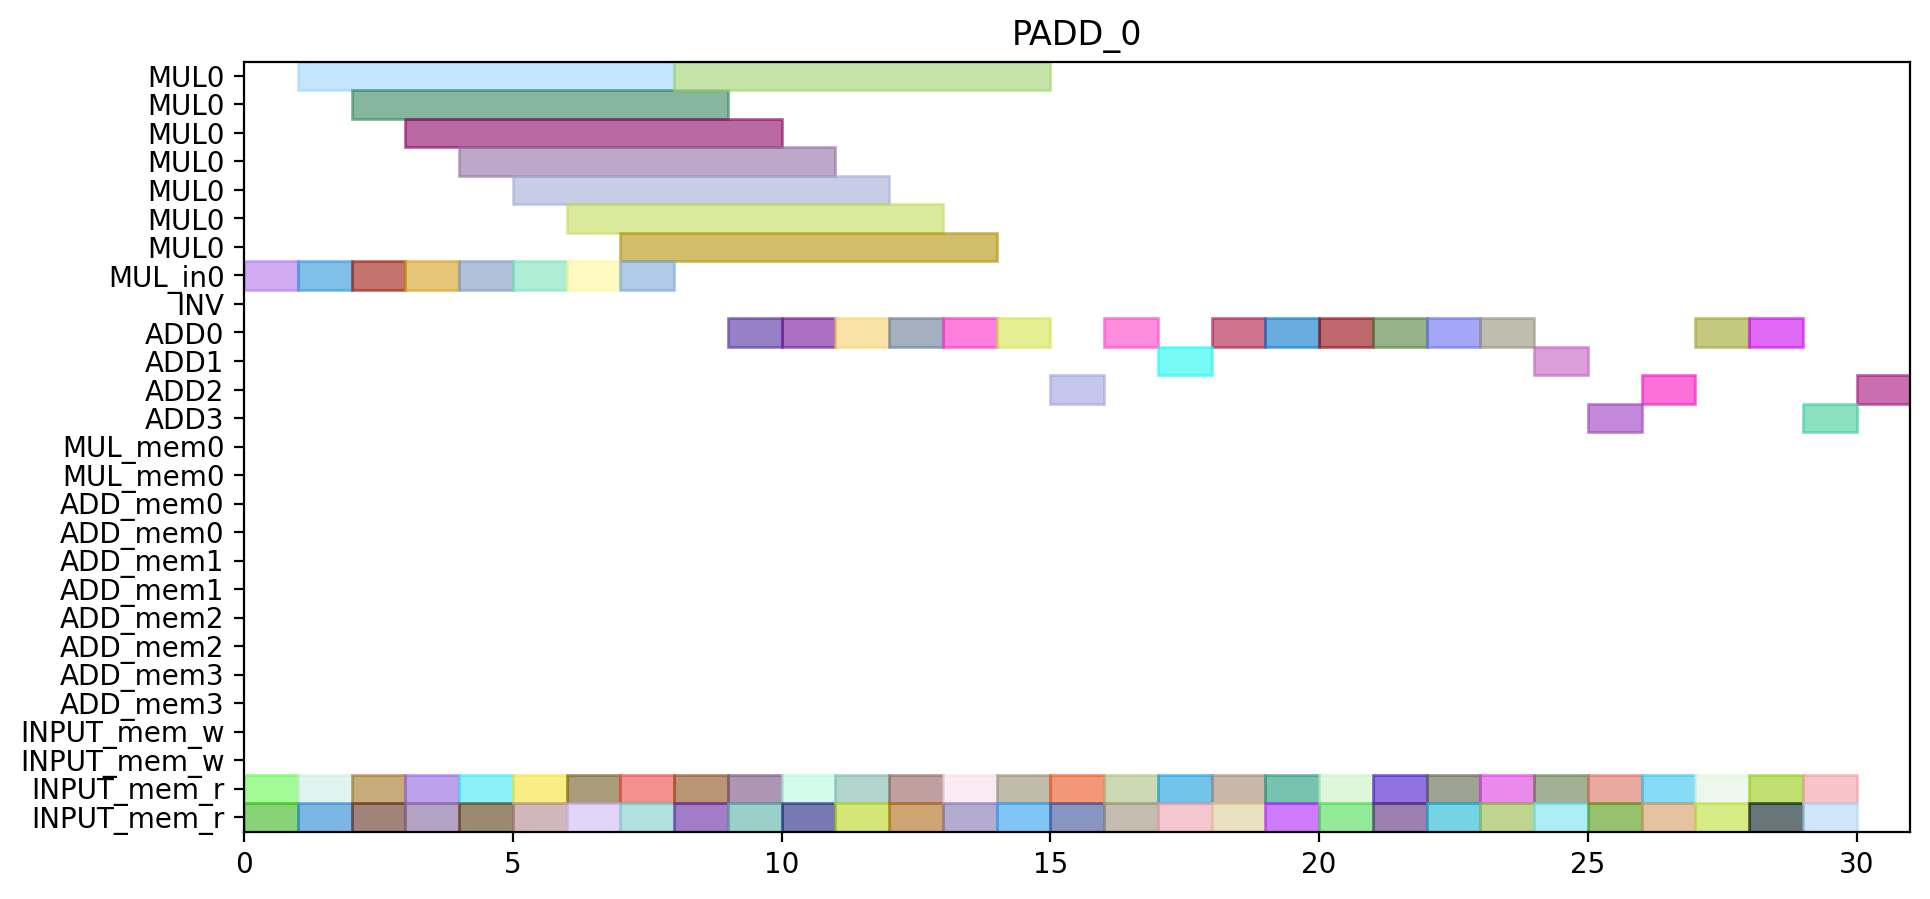 PADD_0
MUL0
MUL0
MUL0
MUL0
MUL0
MUL0
MUL0
MUL_in0
INV
ADD0
ADD1
ADD2
ADD3
MUL_mem0
MUL_mem0
ADD_mem0
ADD_mem0
ADD_mem1
ADD_mem1
ADD_mem2
ADD_mem2
ADD_mem3
ADD_mem3
INPUT_mem_w
INPUT_mem_w
INPUT_mem_r
INPUT_mem_r
0 5 10 15 20 25 30